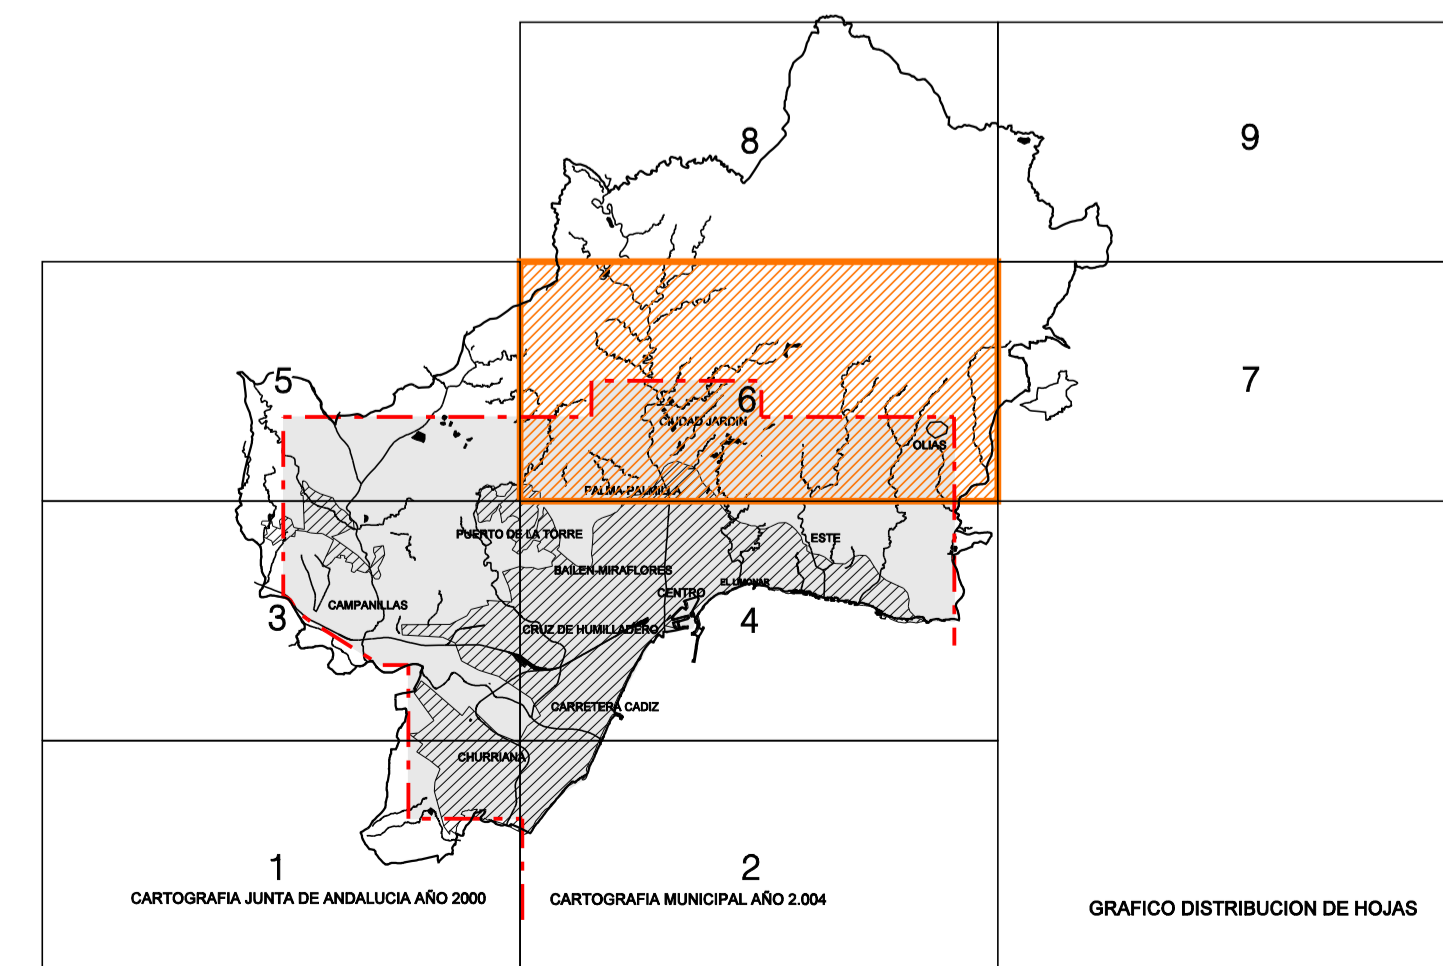 8
9
5
6
7
CIUDAD JARDIN
OLIAS
PALMA-PALMILLA
PUERTO DE LA TORRE
ESTE
BAILEN-MIRAFLORES
EL LIMONAR
CENTRO
CAMPANILLAS
3
4
CRUZ DE HUMILLADERO
CARRETERA CADIZ
CHURRIANA
1
2
CARTOGRAFIA JUNTA DE ANDALUCIA AÑO 2000
CARTOGRAFIA MUNICIPAL AÑO 2.004
GRAFICO DISTRIBUCION DE HOJAS